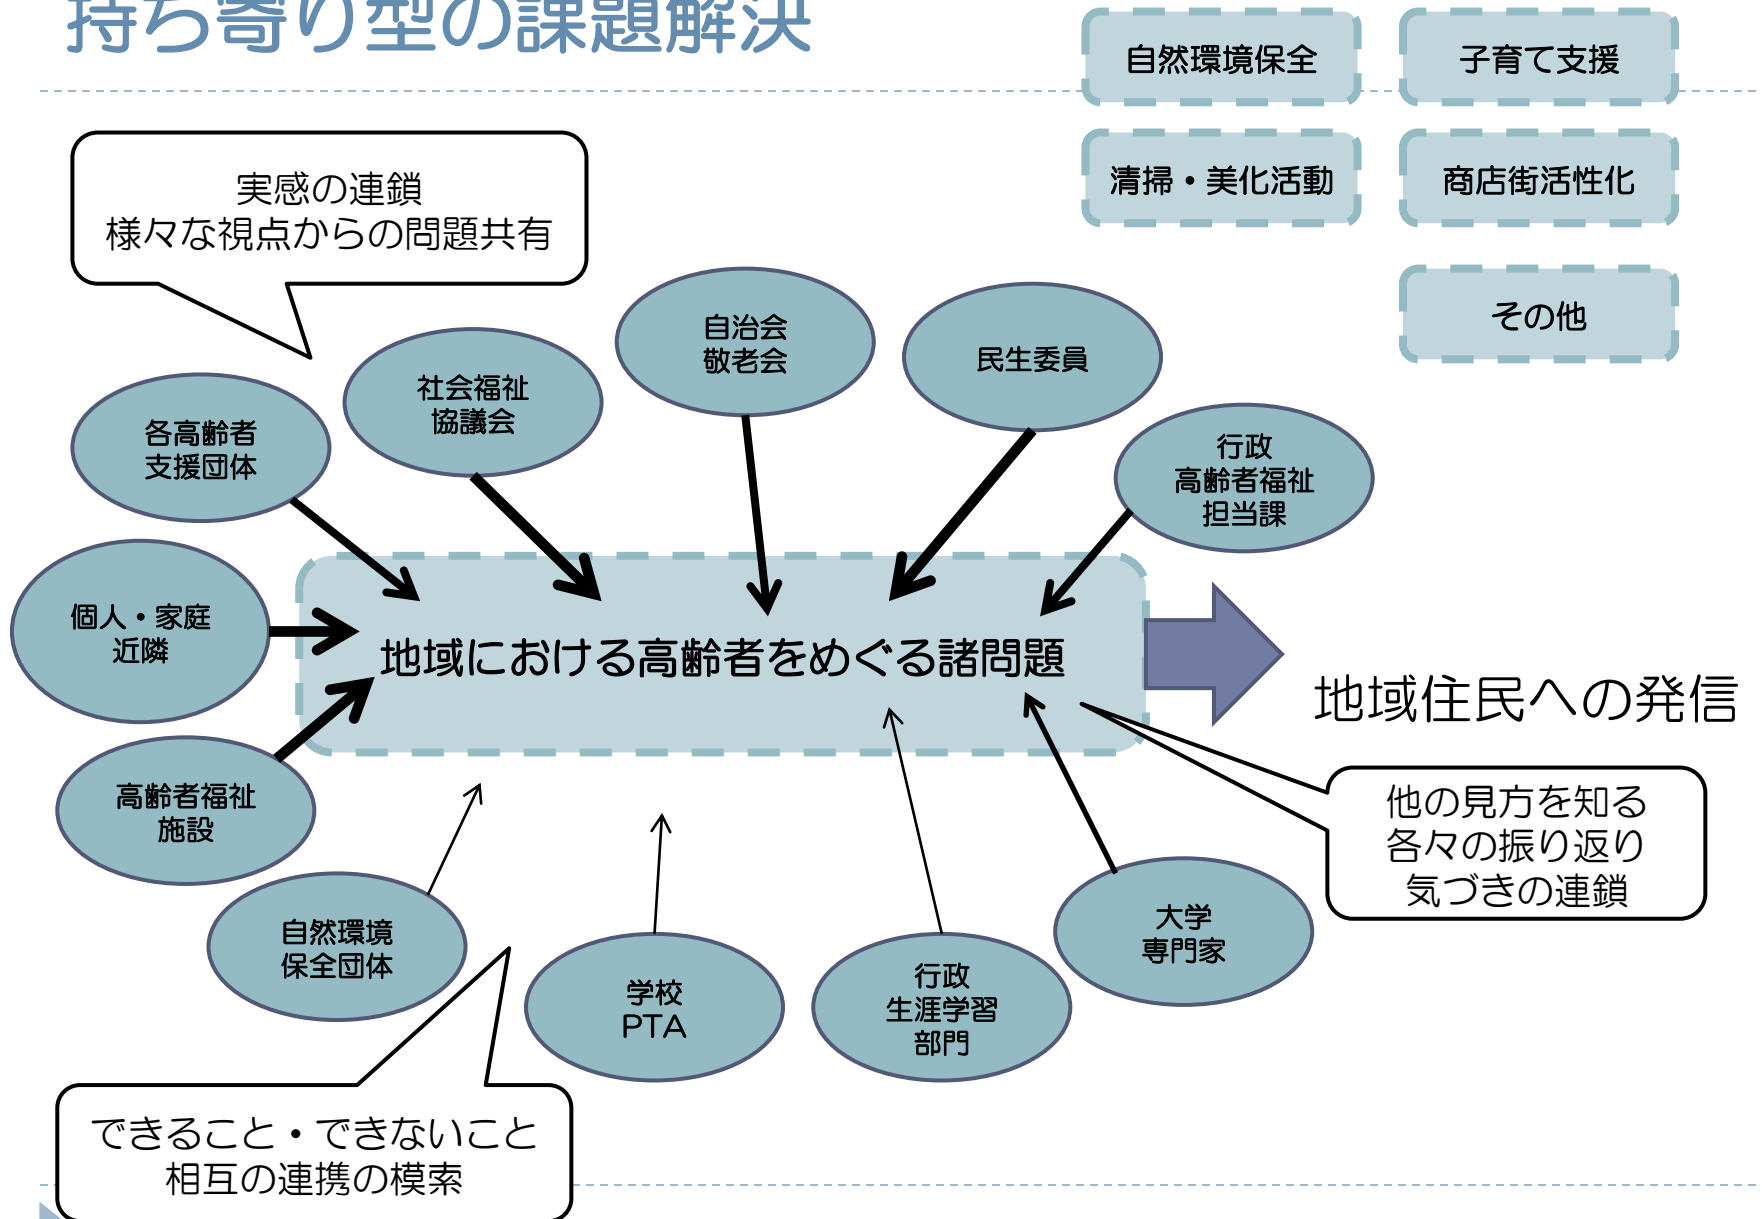 持ち寄り型の課題解決
自然環境保全
子育て支援
清掃・美化活動
商店街活性化
その他
実感の連鎖
様々な視点からの問題共有
自治会
敬老会
民生委員
社会福祉
協議会
各高齢者
支援団体
行政
高齢者福祉
担当課
個人・家庭
近隣
地域における高齢者をめぐる諸問題
地域住民への発信
高齢者福祉
施設
他の見方を知る
各々の振り返り
気づきの連鎖
自然環境
保全団体
学校
PTA
行政
生涯学習
部門
大学
専門家
できること・できないこと
相互の連携の模索